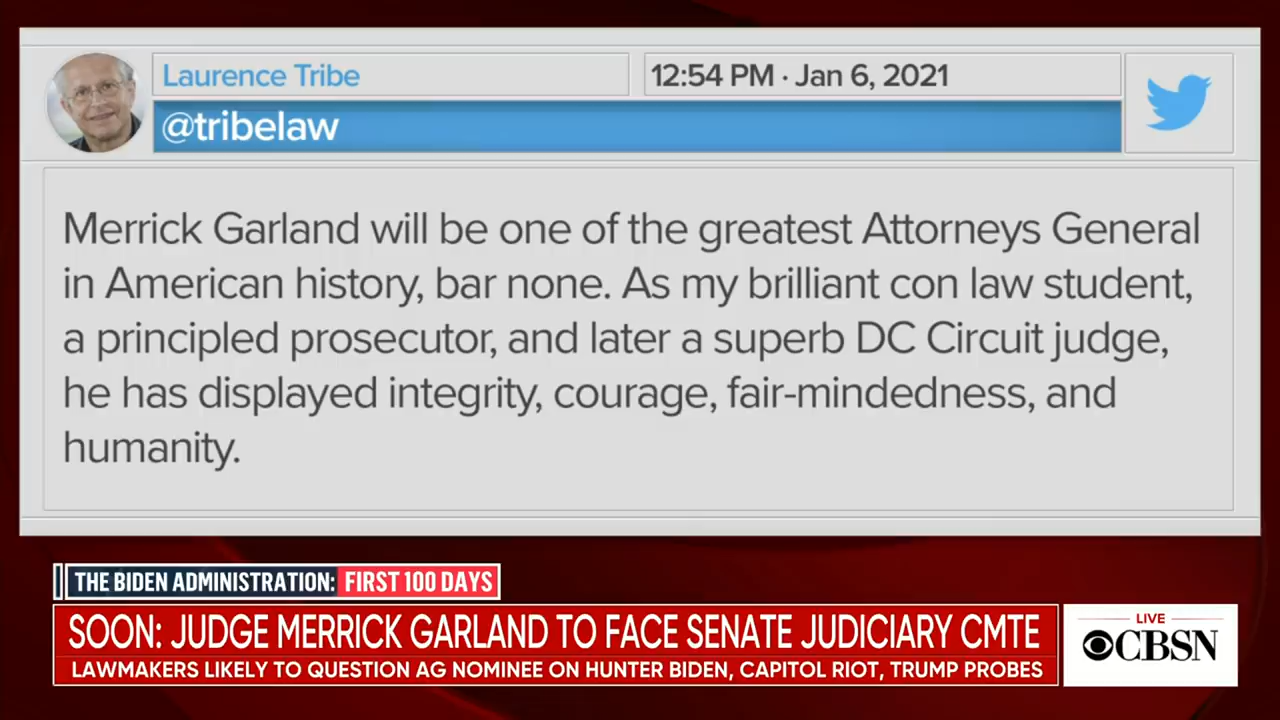 Laurence Tribe
12:54 PM · Jan 6, 2021
@tribelaw
Merrick Garland will be one of the greatest Attorneys General
in American history, bar none. As my brilliant con law student,
a principled prosecutor, and later a superb DC Circuit judge,
he has displayed integrity, courage, fair-mindedness, and
humanity.
THE BIDEN ADMINISTRATION: FIRST 100 DAYS
SOON: JUDGE MERRICK GARLAND TO FACE SENATE JUDICIARY CMTE
LAWMAKERS LIKELY TO QUESTION AG NOMINEE ON HUNTER BIDEN, CAPITOL RIOT, TRUMP PROBES
LIVE
CBSN